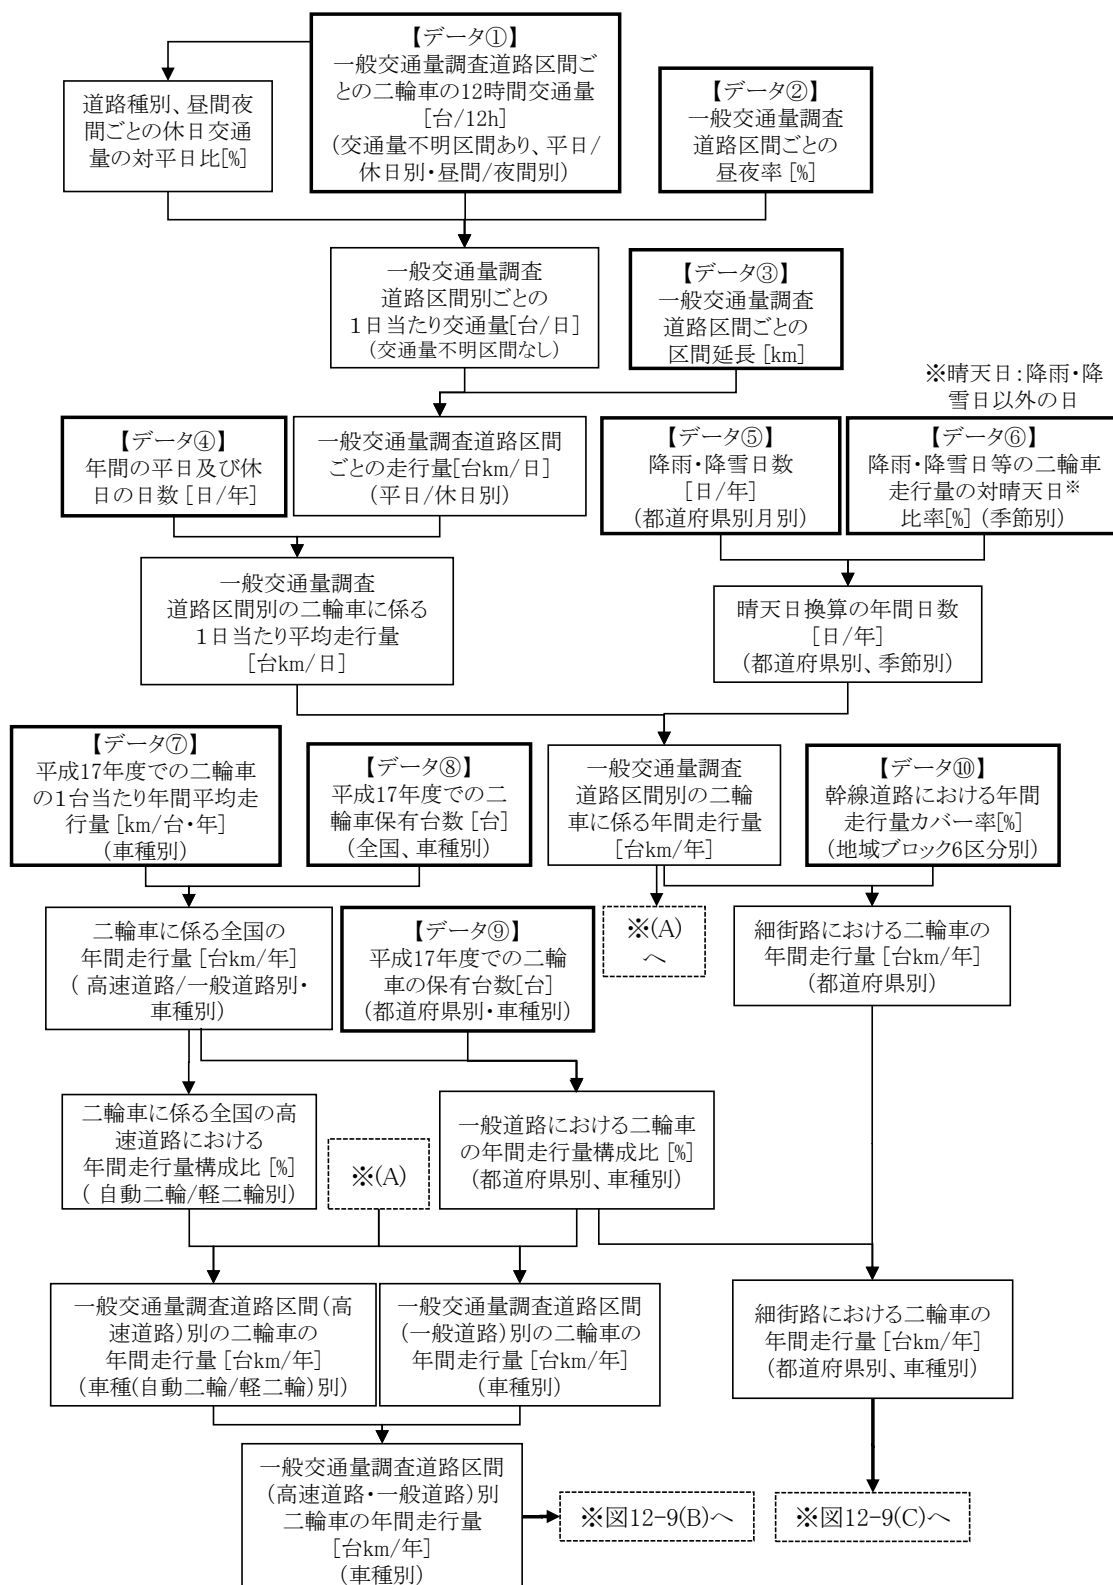 【データ①】
一般交通量調査道路区間ご
との二輪車の12時間交通量
[台/12h]
(交通量不明区間あり、平日/
休日別・昼間/夜間別)
道路種別、昼間夜
間ごとの休日交通
量の対平日比[%]
【データ②】
一般交通量調査
道路区間ごとの
昼夜率 [%]
一般交通量調査
道路区間別ごとの
1日当たり交通量[台/日]
(交通量不明区間なし)
【データ③】
一般交通量調査
道路区間ごとの
区間延長 [km]
※晴天日:降雨・降
雪日以外の日
【データ④】
年間の平日及び休
日の日数 [日/年]
一般交通量調査道路区間
ごとの走行量[台km/日]
(平日/休日別)
【データ⑤】
降雨・降雪日数
[日/年]
(都道府県別月別)
【データ⑥】
降雨・降雪日等の二輪車
走行量の対晴天日※
比率[%] (季節別)
一般交通量調査
道路区間別の二輪車に係る
1日当たり平均走行量
[台km/日]
晴天日換算の年間日数
[日/年]
(都道府県別、季節別)
【データ⑦】
平成17年度での二輪車
の1台当たり年間平均走
行量 [km/台・年]
(車種別)
【データ⑧】
平成17年度での二
輪車保有台数 [台]
(全国、車種別)
一般交通量調査
道路区間別の二輪
車に係る年間走行量
[台km/年]
【データ⑩】
幹線道路における年間
走行量カバー率[%]
(地域ブロック6区分別)
二輪車に係る全国の
年間走行量 [台km/年]
( 高速道路/一般道路別・
車種別)
【データ⑨】
平成17年度での二輪
車の保有台数[台]
(都道府県別・車種別)
※(A)
へ
細街路における二輪車の
年間走行量 [台km/年]
(都道府県別)
二輪車に係る全国の高
速道路における
年間走行量構成比 [%]
( 自動二輪/軽二輪別)
※(A)
一般道路における二輪車
の年間走行量構成比 [%]
(都道府県別、車種別)
一般交通量調査道路区間(高
速道路)別の二輪車の
年間走行量 [台km/年]
(車種(自動二輪/軽二輪)別)
一般交通量調査道路区間
(一般道路)別の二輪車の
年間走行量 [台km/年]
(車種別)
細街路における二輪車の
年間走行量 [台km/年]
(都道府県別、車種別)
一般交通量調査道路区間
(高速道路・一般道路)別
二輪車の年間走行量
[台km/年]
(車種別)
※図12-9(B)へ
※図12-9(C)へ